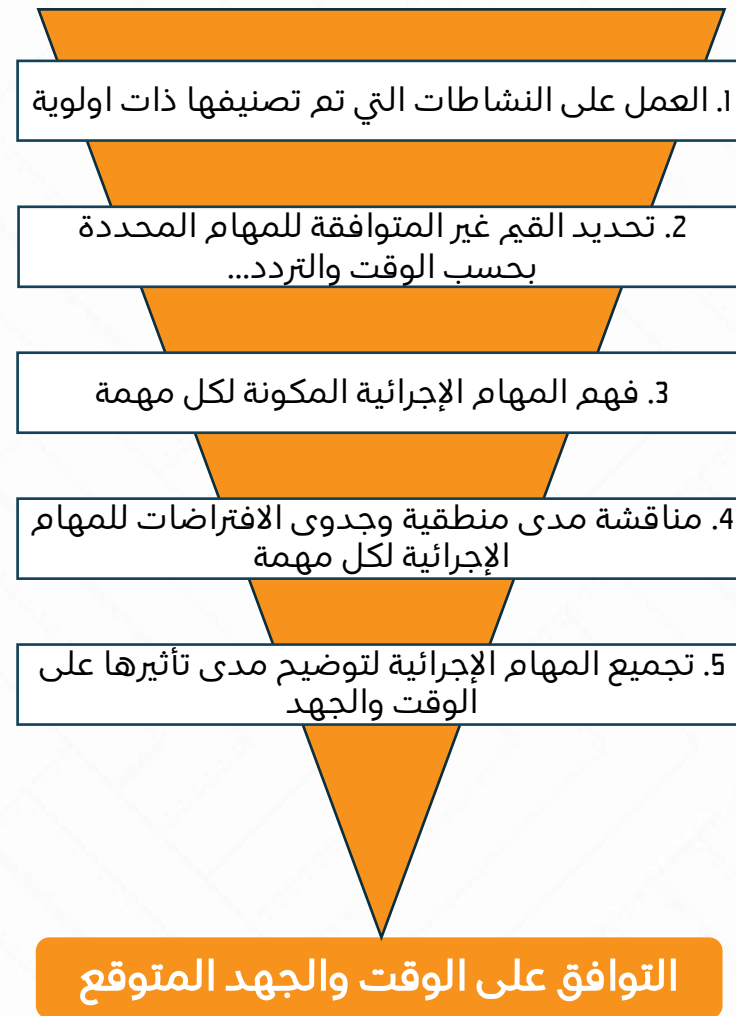 1. العمل على النشاطات التي تم تصنيفها ذات اولوية
2. تحديد القيم غير المتوافقة للمهام المحددة
بحسب الوقت والتردد...
3. فهم المهام الإجرائية المكونة لكل مهمة
4. مناقشة مدى منطقية وجدوى الافتراضات للمهام
الإجرائية لكل مهمة
5. تجميع المهام الإجرائية لتوضيح مدى تأثيرها على
الوقت والجهد
التوافق على الوقت والجهد المتوقع